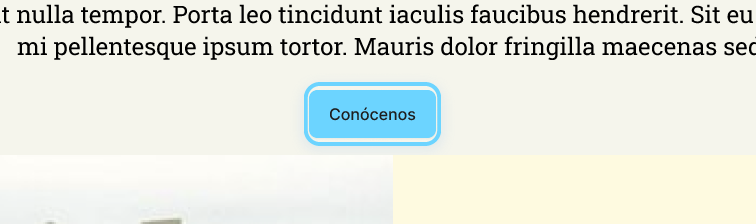 nulla tempor. Porta leo tincidunt iaculis faucibus hendrerit. Sit eu
mi pellentesque ipsum tortor. Mauris dolor fringilla maecenas sed
Conócenos